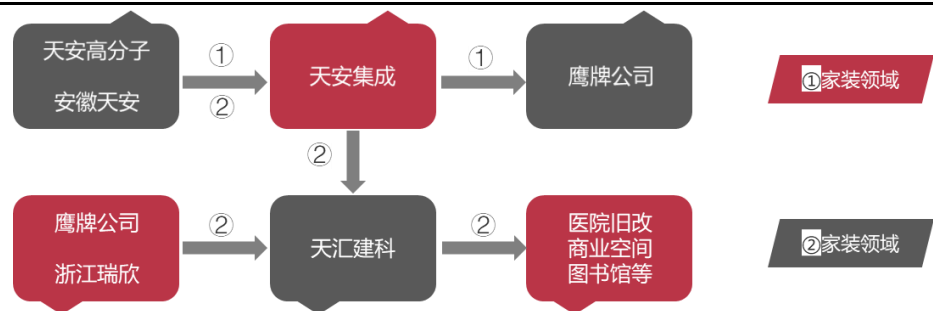 天安高分子
安徽天安
①
②
天安集成
①
鹰牌公司
①家装领域
②
鹰牌公司
浙江瑞欣
②
天汇建科
②
医院旧改
商业空间
图书馆等
②家装领域